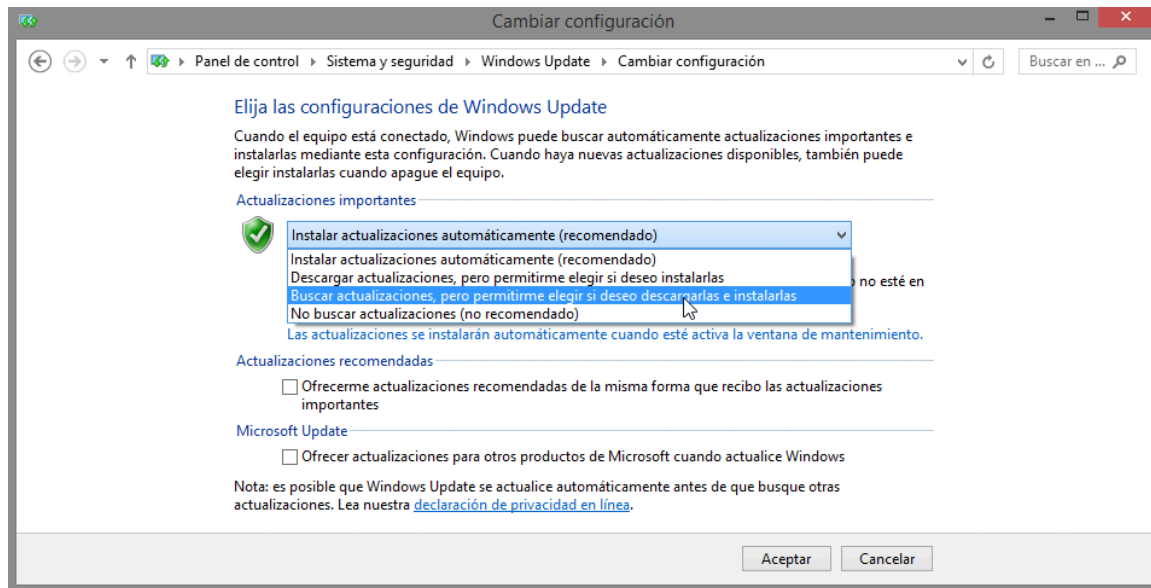 Cambiar configuración
Panel de control Sistema y seguridad Windows Update Cambiar configuración Buscar en ...
Elija las configuraciones de Windows Update
Cuando el equipo está conectado, Windows puede buscar automáticamente actualizaciones importantes e
instalarlas mediante esta configuración. Cuando haya nuevas actualizaciones disponibles, también puede
elegir instalarlas cuando apague el equipo.
Actualizaciones importantes
Instalar actualizaciones automáticamente (recomendado)
Instalar actualizaciones automáticamente (recomendado)
Descargar actualizaciones, pero permitirme elegir si deseo instalarlas
no esté en
Buscar actualizaciones, pero permitirme elegir si deseo descargarlas e instalarlas
No buscar actualizaciones (no recomendado)
Las actualizaciones se instalarán automáticamente cuando esté activa la ventana de mantenimiento.
Actualizaciones recomendadas
Ofrecerme actualizaciones recomendadas de la misma forma que recibo las actualizaciones
importantes
Microsoft Update
Ofrecer actualizaciones para otros productos de Microsoft cuando actualice Windows
Nota: es posible que Windows Update se actualice automáticamente antes de que busque otras
actualizaciones. Lea nuestra declaración de privacidad en línea.
Aceptar Cancelar